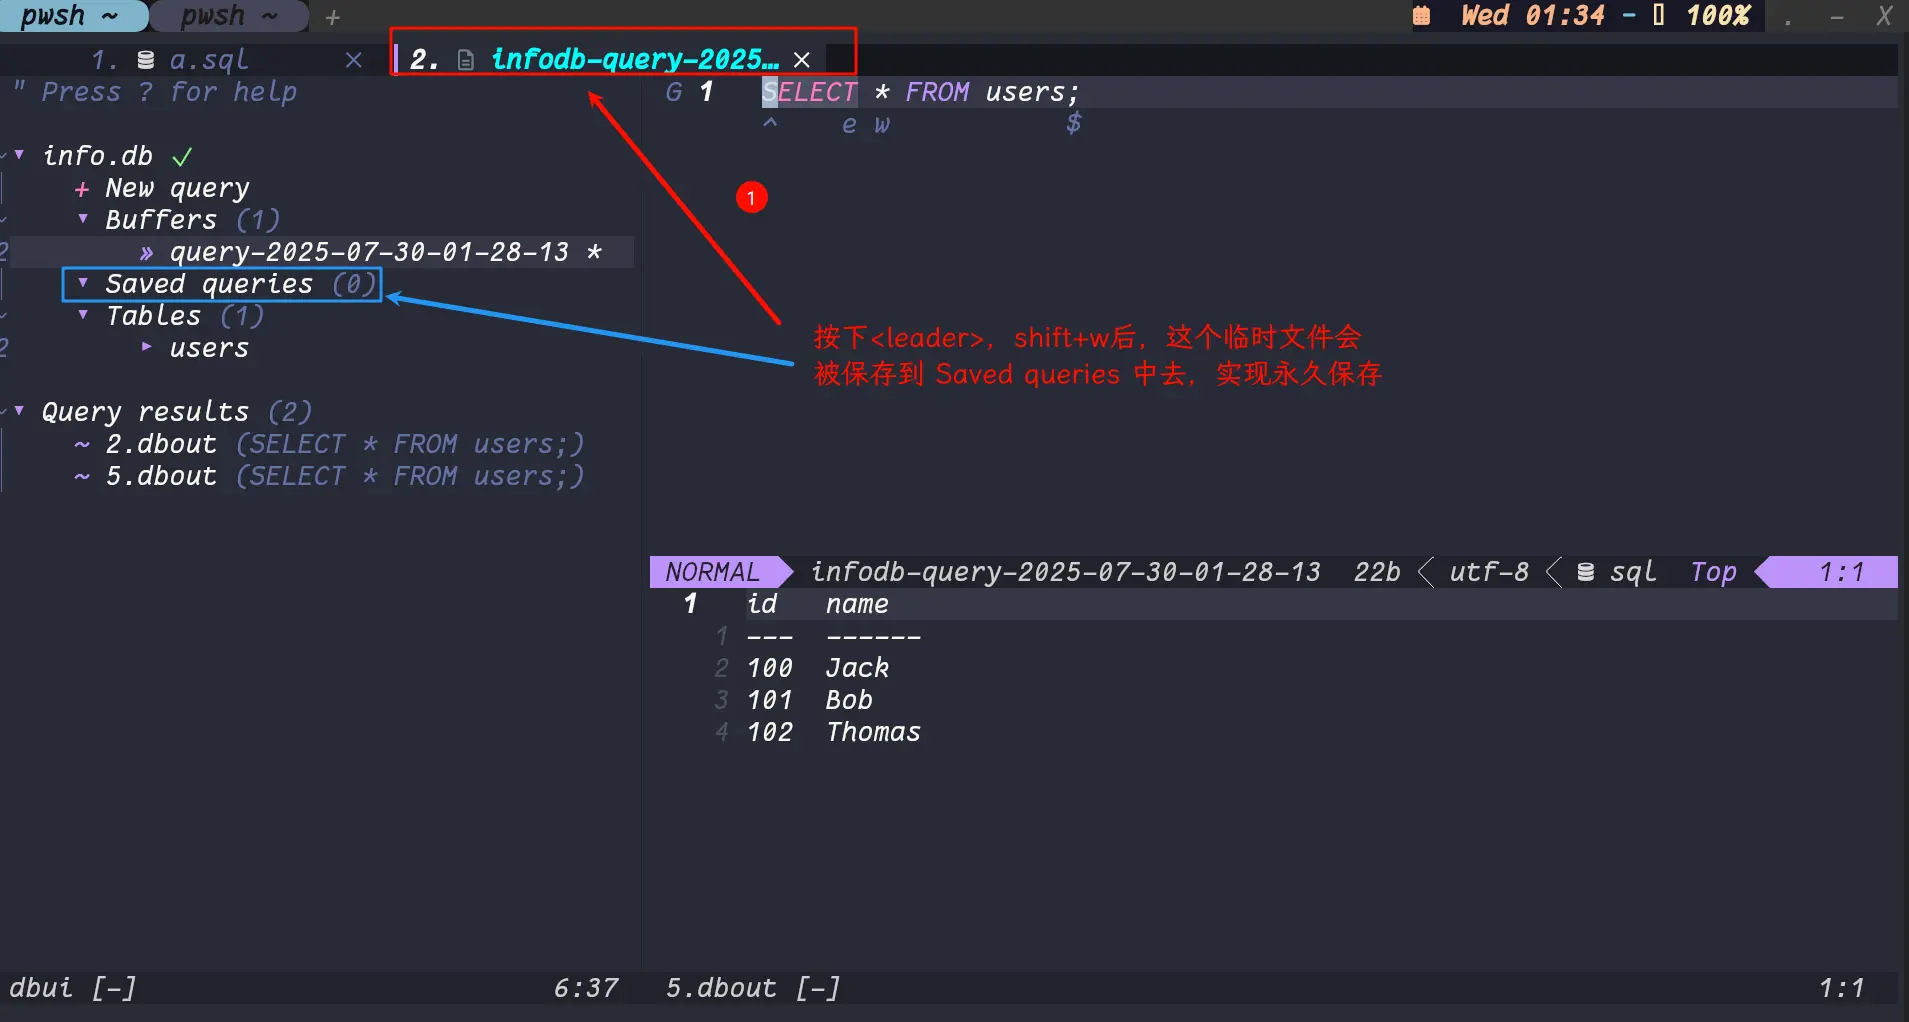 pwsh ~ pwsh ~ + Wed 01:34 - 100% . - X
1. a.sql × 2. infodb-query-2025… ×
" Press ? for help
G 1 SELECT * FROM users;
^ e w $
▾ info.db ✓
+ New query
▾ Buffers (1)
» query-2025-07-30-01-28-13 *
▾ Saved queries (0)
▾ Tables (1)
▸ users
▾ Query results (2)
~ 2.dbout (SELECT * FROM users;)
~ 5.dbout (SELECT * FROM users;)
1
按下<leader>，shift+w后，这个临时文件会
被保存到 Saved queries 中去，实现永久保存
NORMAL infodb-query-2025-07-30-01-28-13 22b utf-8 sql Top 1:1
1 id name
1 --- ------
2 100 Jack
3 101 Bob
4 102 Thomas
dbui [-] 6:37 5.dbout [-] 1:1